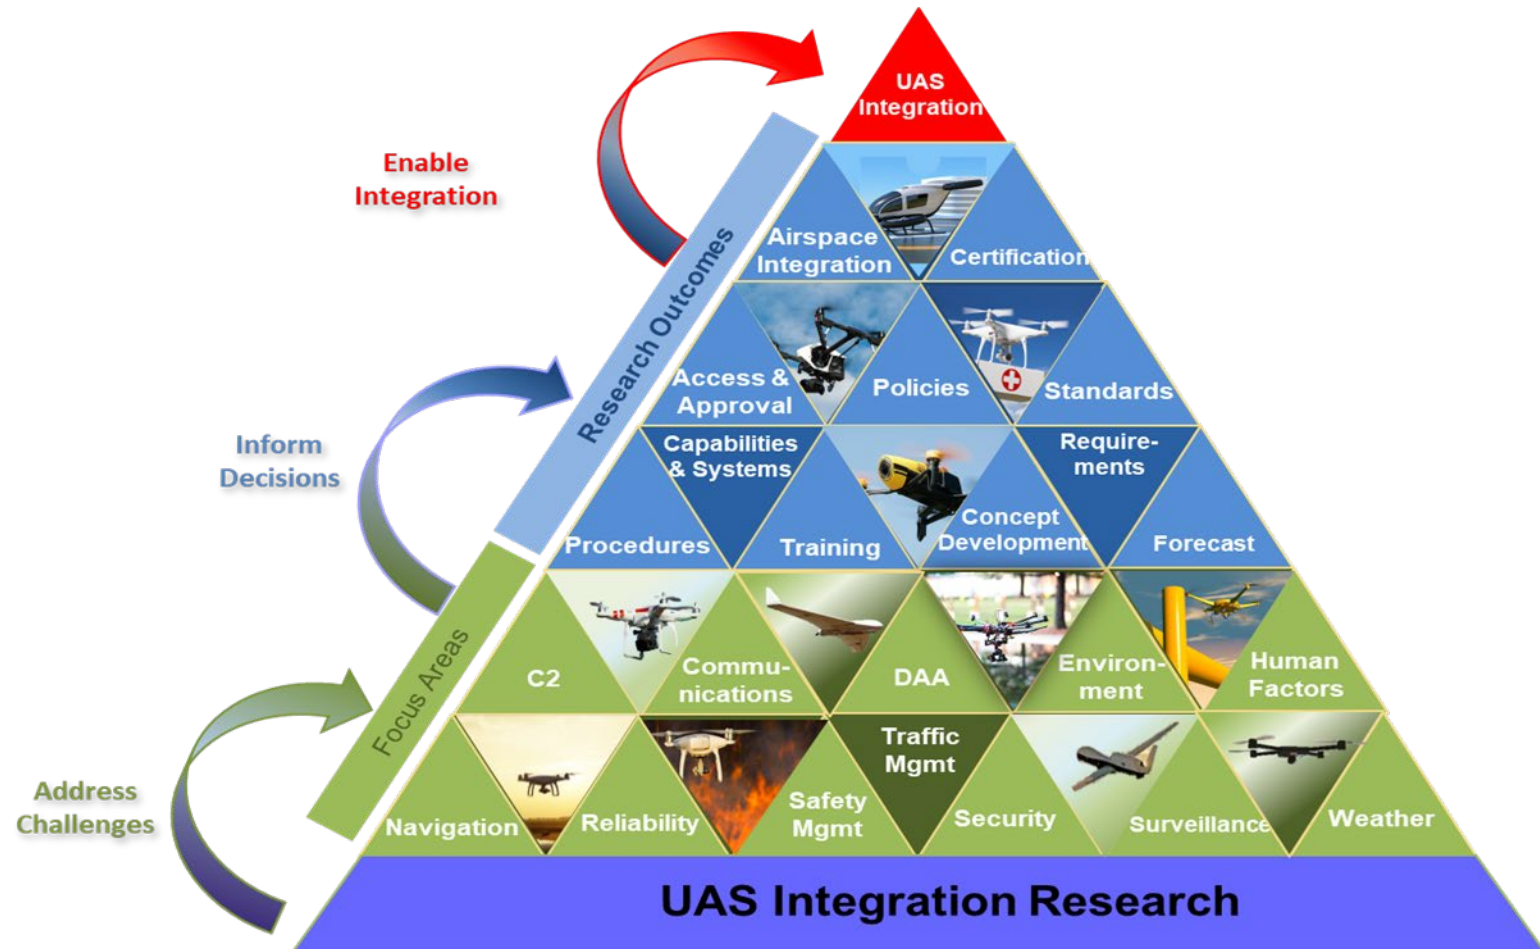 UAS
Integration
Enable
Integration
Airspace
Integration
Certification
Research Outcomes
Access &
Approval
Policies
Standards
Inform
Decisions
Capabilities
& Systems
Require-
ments
Procedures
Training
Concept
Development
Forecast
Focus Areas
C2
Commu-
nications
DAA
Environ-
ment
Human
Factors
Address
Challenges
Navigation
Reliability
Safety
Mgmt
Traffic
Mgmt
Security
Surveillance
Weather
UAS Integration Research